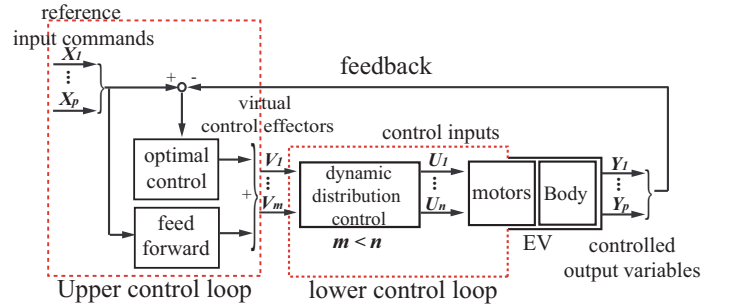 reference
input commands
X1
⋮
Xp
+
-
feedback
virtual
control effectors
optimal
control
feed
forward
+
V1
⋮
Vm
control inputs
dynamic
distribution
control
m < n
U1
⋮
Un
motors
Body
EV
Y1
⋮
Yp
controlled
output variables
Upper control loop
lower control loop